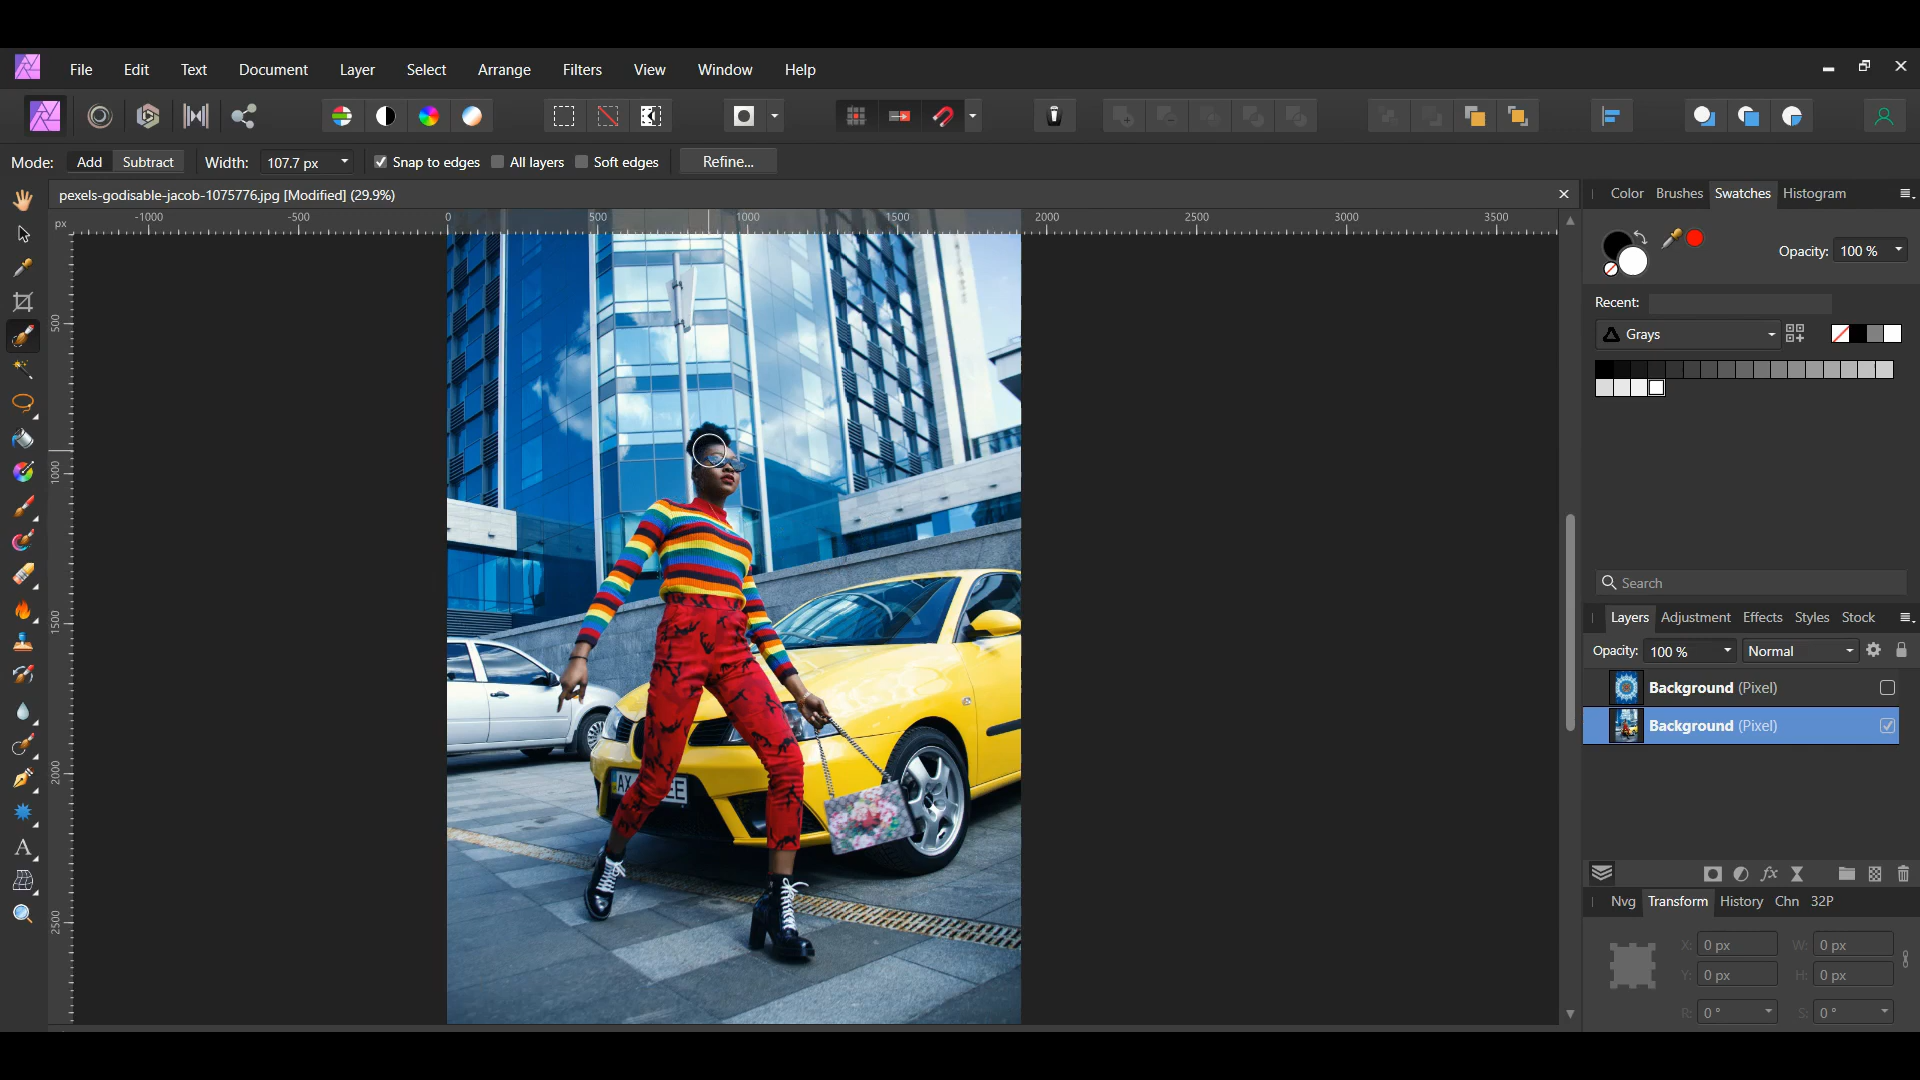 File Edit Text Document Layer Select Arrange Filters View Window Help
Mode: Add Subtract Width: 107.7 px Snap to edges All layers Soft edges Refine...
pexels-godisable-jacob-1075776.jpg [Modified] (29.9%)
px -1000 -500 0 500 1000 1500 2000 2500 3000 3500
500
1000
1500
2000
2500
Color Brushes Swatches Histogram
Opacity: 100 %
Recent:
Grays
Search
Layers Adjustment Effects Styles Stock
Opacity: 100 % Normal
Background (Pixel)
Background (Pixel)
Nvg Transform History Chn 32P
X: 0 px W: 0 px
Y: 0 px H: 0 px
R: 0 ° S: 0 °